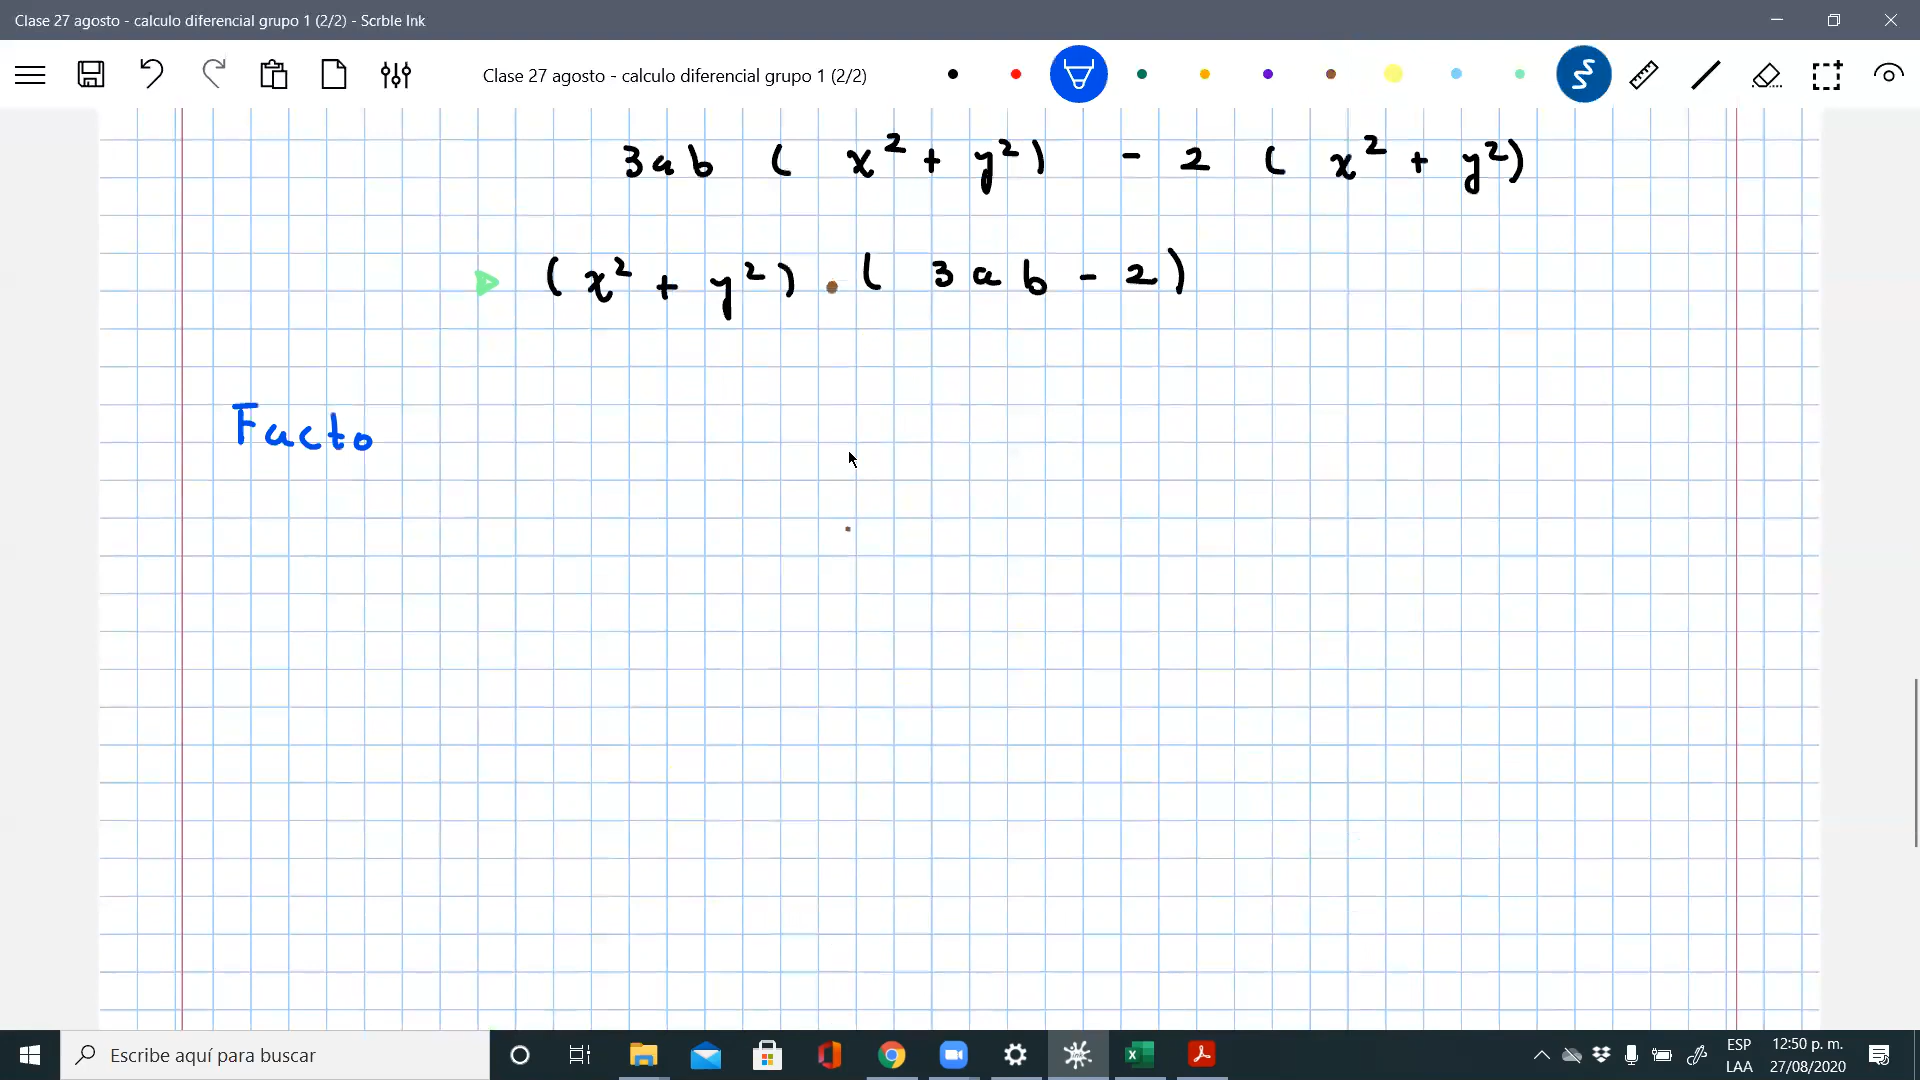 Clase 27 agosto - calculo diferencial grupo 1 (2/2) - Scrble Ink
Clase 27 agosto - calculo diferencial grupo 1 (2/2)
3ab ( x² + y²) - 2 ( x² + y²)
( x² + y²) • ( 3ab - 2)
Facto
Escribe aquí para buscar
ESP
LAA
12:50 p. m.
27/08/2020